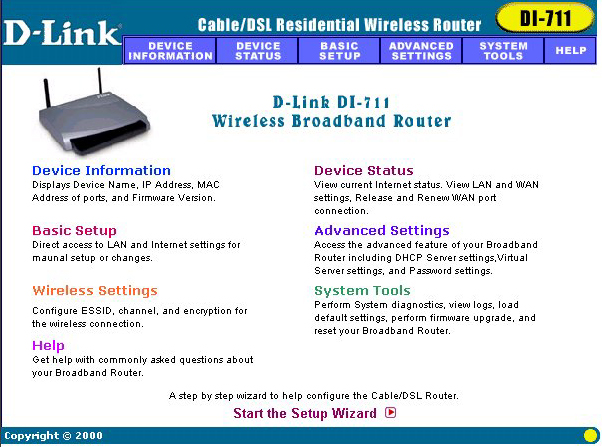 D-Link
Cable/DSL Residential Wireless Router
DI-711
DEVICE INFORMATION
DEVICE STATUS
BASIC SETUP
ADVANCED SETTINGS
SYSTEM TOOLS
HELP
D-Link DI-711
Wireless Broadband Router
Device Information
Displays Device Name, IP Address, MAC
Address of ports, and Firmware Version.
Device Status
View current Internet status. View LAN and WAN
settings, Release and Renew WAN port
connection.
Basic Setup
Direct access to LAN and Internet settings for
maunal setup or changes.
Advanced Settings
Access the advanced feature of your Broadband
Router including DHCP Server settings,Virtual
Server settings, and Password settings.
Wireless Settings
Configure ESSID, channel, and encryption for
the wireless connection.
System Tools
Perform System diagnostics, view logs, load
default settings, perform firmware upgrade, and
reset your Broadband Router.
Help
Get help with commonly asked questions about
your Broadband Router.
A step by step wizard to help configure the Cable/DSL Router.
Start the Setup Wizard
Copyright © 2000